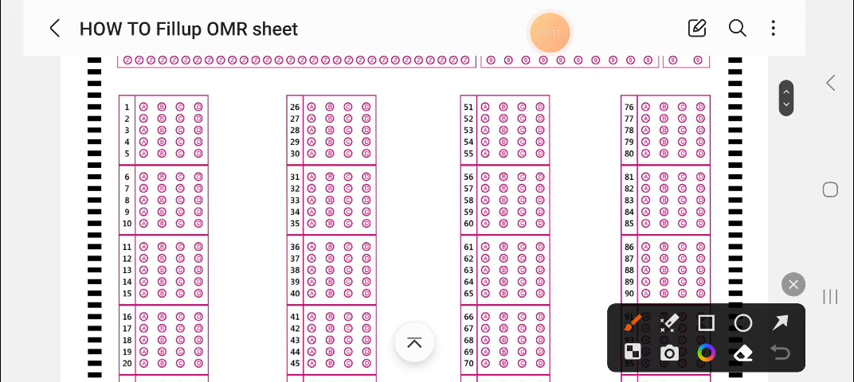 HOW TO Fillup OMR sheet
11:11
1 A B C D 26 A B C D 51 A B C D 76 A B C D
2 A B C D 27 A B C D 52 A B C D 77 A B C D
3 A B C D 28 A B C D 53 A B C D 78 A B C D
4 A B C D 29 A B C D 54 A B C D 79 A B C D
5 A B C D 30 A B C D 55 A B C D 80 A B C D
6 A B C D 31 A B C D 56 A B C D 81 A B C D
7 A B C D 32 A B C D 57 A B C D 82 A B C D
8 A B C D 33 A B C D 58 A B C D 83 A B C D
9 A B C D 34 A B C D 59 A B C D 84 A B C D
10 A B C D 35 A B C D 60 A B C D 85 A B C D
11 A B C D 36 A B C D 61 A B C D 86 A B C D
12 A B C D 37 A B C D 62 A B C D 87 A B C D
13 A B C D 38 A B C D 63 A B C D 88 A B C D
14 A B C D 39 A B C D 64 A B C D 89 A B C D
15 A B C D 40 A B C D 65 A B C D 90 A B C D
16 A B C D 41 A B C D 66 A B C D
17 A B C D 42 A B C D 67 A B C D
18 A B C D 43 A B C D 68 A B C D
19 A B C D 44 A B C D 69 A B C D
20 A B C D 45 A B C D 70 A B C D